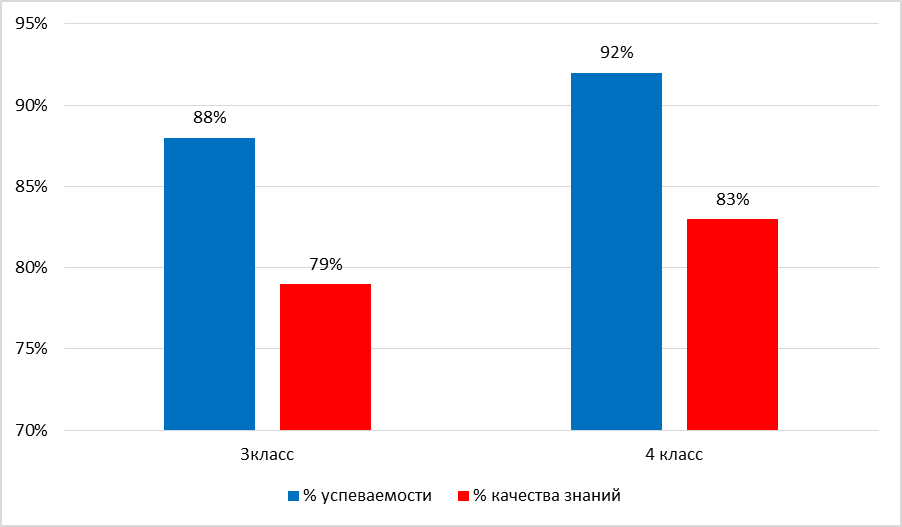 95%
92%
90%
88%
85%
83%
80%
79%
75%
70%
3класс
4 класс
% успеваемости
% качества знаний